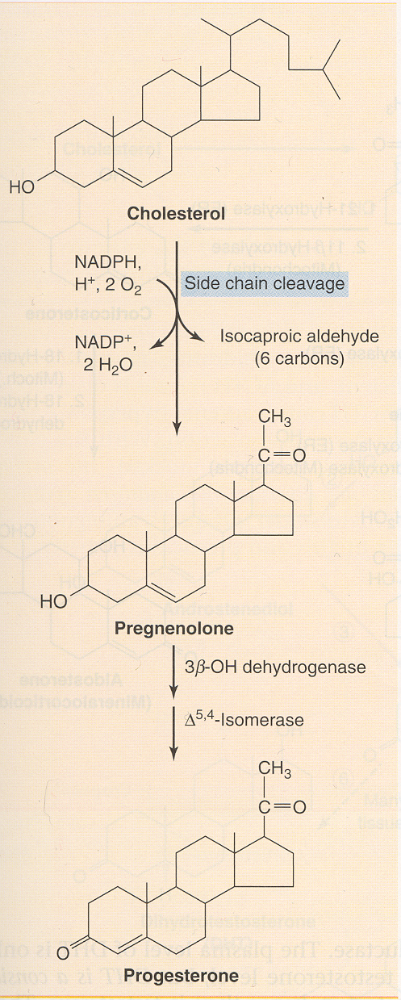 HO
Cholesterol
NADPH,
H⁺, 2 O₂
Side chain cleavage
NADP⁺,
2 H₂O
Isocaproic aldehyde
(6 carbons)
CH₃
C=O
HO
Pregnenolone
3β-OH dehydrogenase
Δ⁵,⁴-Isomerase
CH₃
C=O
O
Progesterone